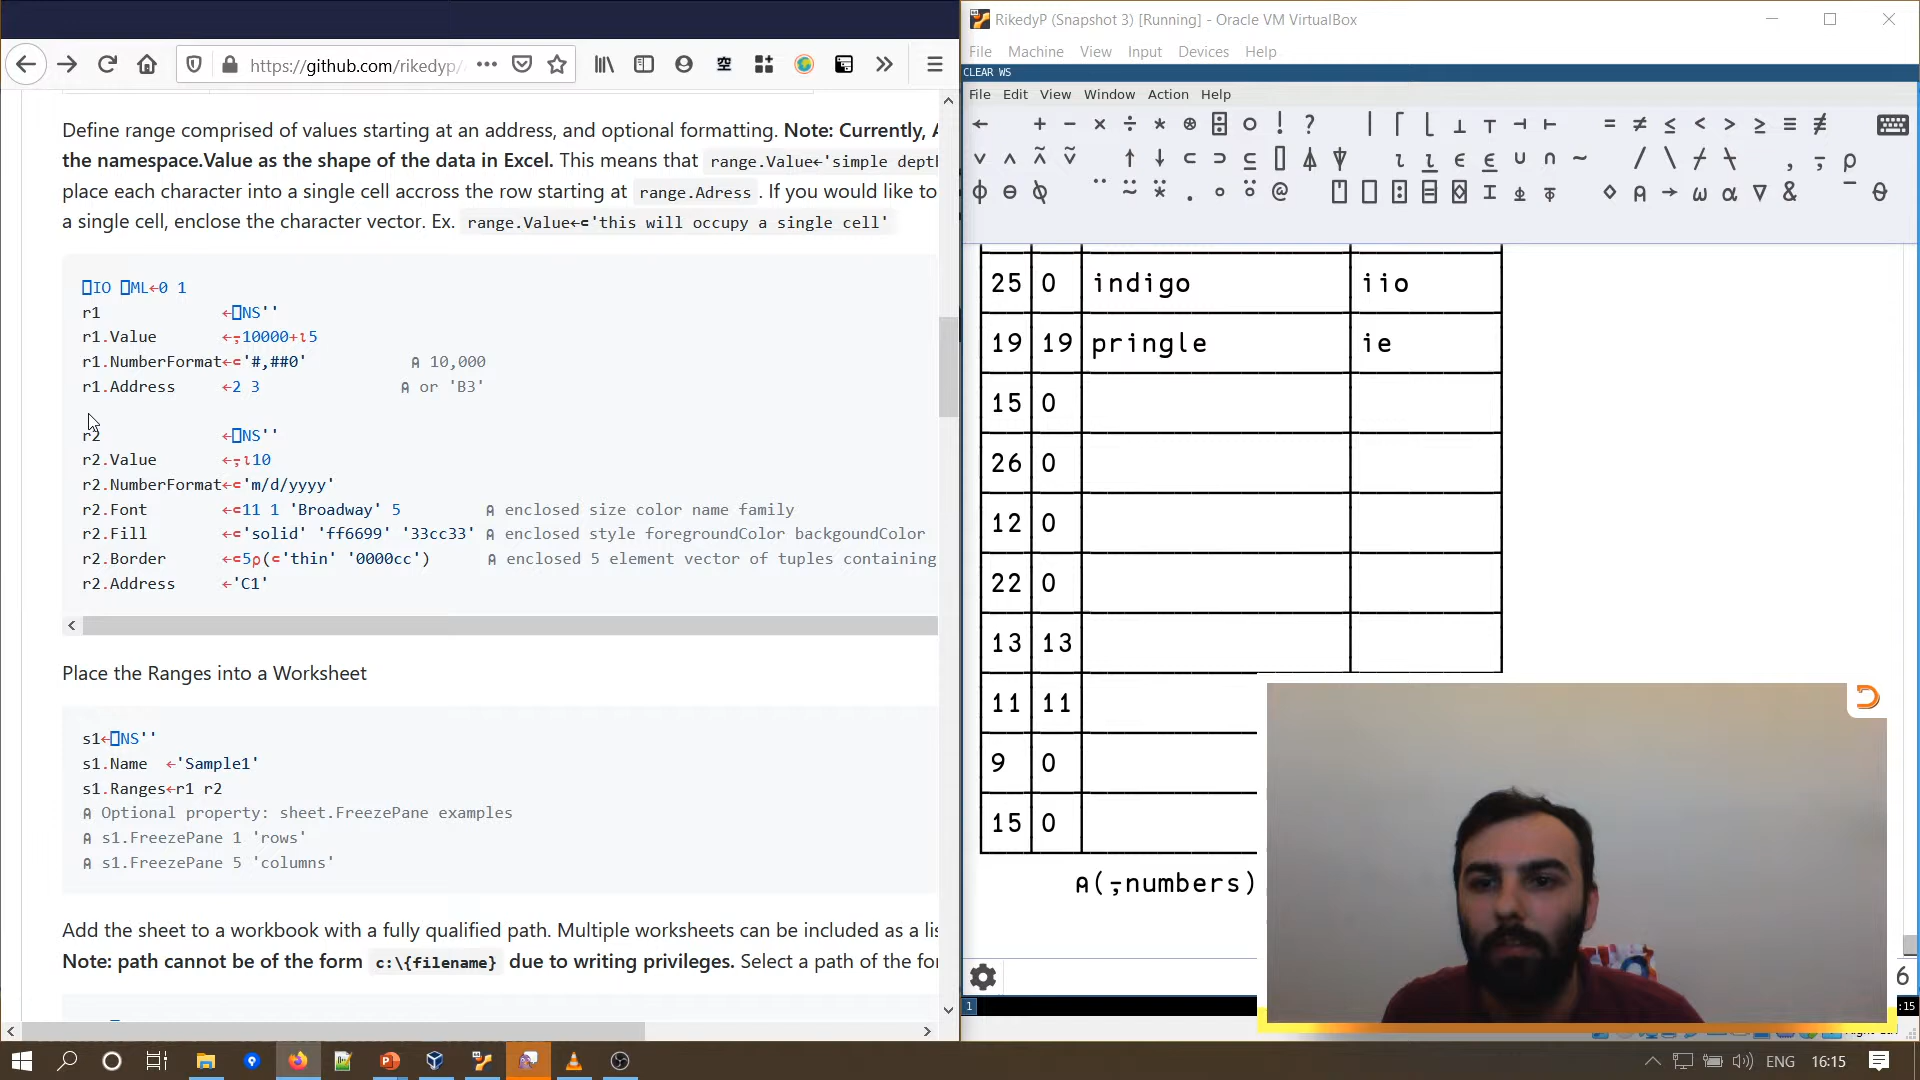 https://github.com/rikedyp/
空
Define range comprised of values starting at an address, and optional formatting. Note: Currently, A
the namespace.Value as the shape of the data in Excel. This means that range.Value←'simple depth
place each character into a single cell accross the row starting at range.Adress . If you would like to
a single cell, enclose the character vector. Ex. range.Value←⊂'this will occupy a single cell'
⎕IO ⎕ML←0 1
r1 ←⎕NS''
r1.Value ←⍪10000+⍳5
r1.NumberFormat←⊂'#,##0' ⍝ 10,000
r1.Address ←2 3 ⍝ or 'B3'
r2 ←⎕NS''
r2.Value ←⍪⍳10
r2.NumberFormat←⊂'m/d/yyyy'
r2.Font ←⊂11 1 'Broadway' 5 ⍝ enclosed size color name family
r2.Fill ←⊂'solid' 'ff6699' '33cc33' ⍝ enclosed style foregroundColor backgoundColor
r2.Border ←⊂5⍴(⊂'thin' '0000cc') ⍝ enclosed 5 element vector of tuples containing
r2.Address ←'C1'
Place the Ranges into a Worksheet
s1←⎕NS''
s1.Name ←'Sample1'
s1.Ranges←r1 r2
⍝ Optional property: sheet.FreezePane examples
⍝ s1.FreezePane 1 'rows'
⍝ s1.FreezePane 5 'columns'
Add the sheet to a workbook with a fully qualified path. Multiple worksheets can be included as a lis
Note: path cannot be of the form c:\{filename} due to writing privileges. Select a path of the for
RikedyP (Snapshot 3) [Running] - Oracle VM VirtualBox
File Machine View Input Devices Help
CLEAR WS
File Edit View Window Action Help
← + - × ÷ * ⍟ ⌹ ○ ! ? | ⌈ ⌊ ⊥ ⊤ ⊣ ⊢ = ≠ ≤ < > ≥ ≡ ≢
∨ ∧ ⍲ ⍱ ↑ ↓ ⊂ ⊃ ⊆ ⌷ ⍋ ⍒ ⍳ ⍸ ∊ ⍷ ∪ ∩ ~ / \ ⌿ ⍀ , ⍪ ⍴
⌽ ⊖ ⍉ ¨ ⍨ ⍣ . ∘ ⍤ @ ⍞ ⎕ ⍠ ⌸ ⌺ ⌶ ⍎ ⍕ ⋄ ⍝ → ⍵ ⍺ ∇ & ¯ ⍬
25 0 indigo iio
19 19 pringle ie
15 0
26 0
12 0
22 0
13 13
11 11
9 0
15 0
⍝(⍪numbers)
6
1
:15
ENG 16:15